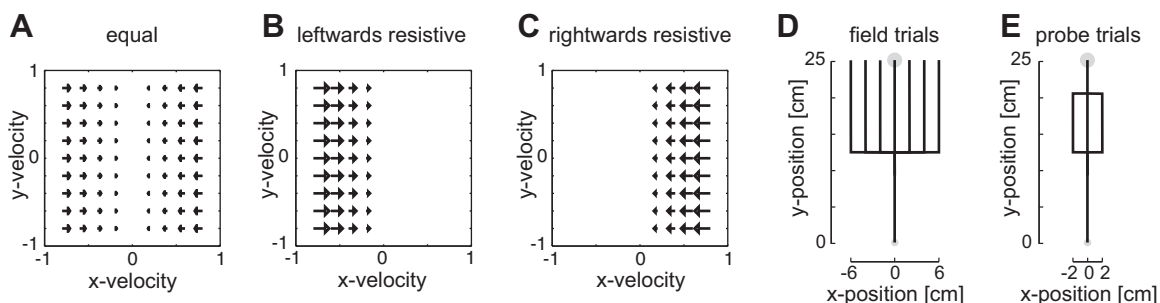 A equal
B leftwards resistive
C rightwards resistive
D field trials
E probe trials
1
0
-1
y-velocity
-1 0 1
x-velocity
1
0
-1
y-velocity
-1 0 1
x-velocity
1
0
-1
y-velocity
-1 0 1
x-velocity
25
0
y-position [cm]
-6 0 6
x-position [cm]
25
0
y-position [cm]
-2 0 2
x-position [cm]